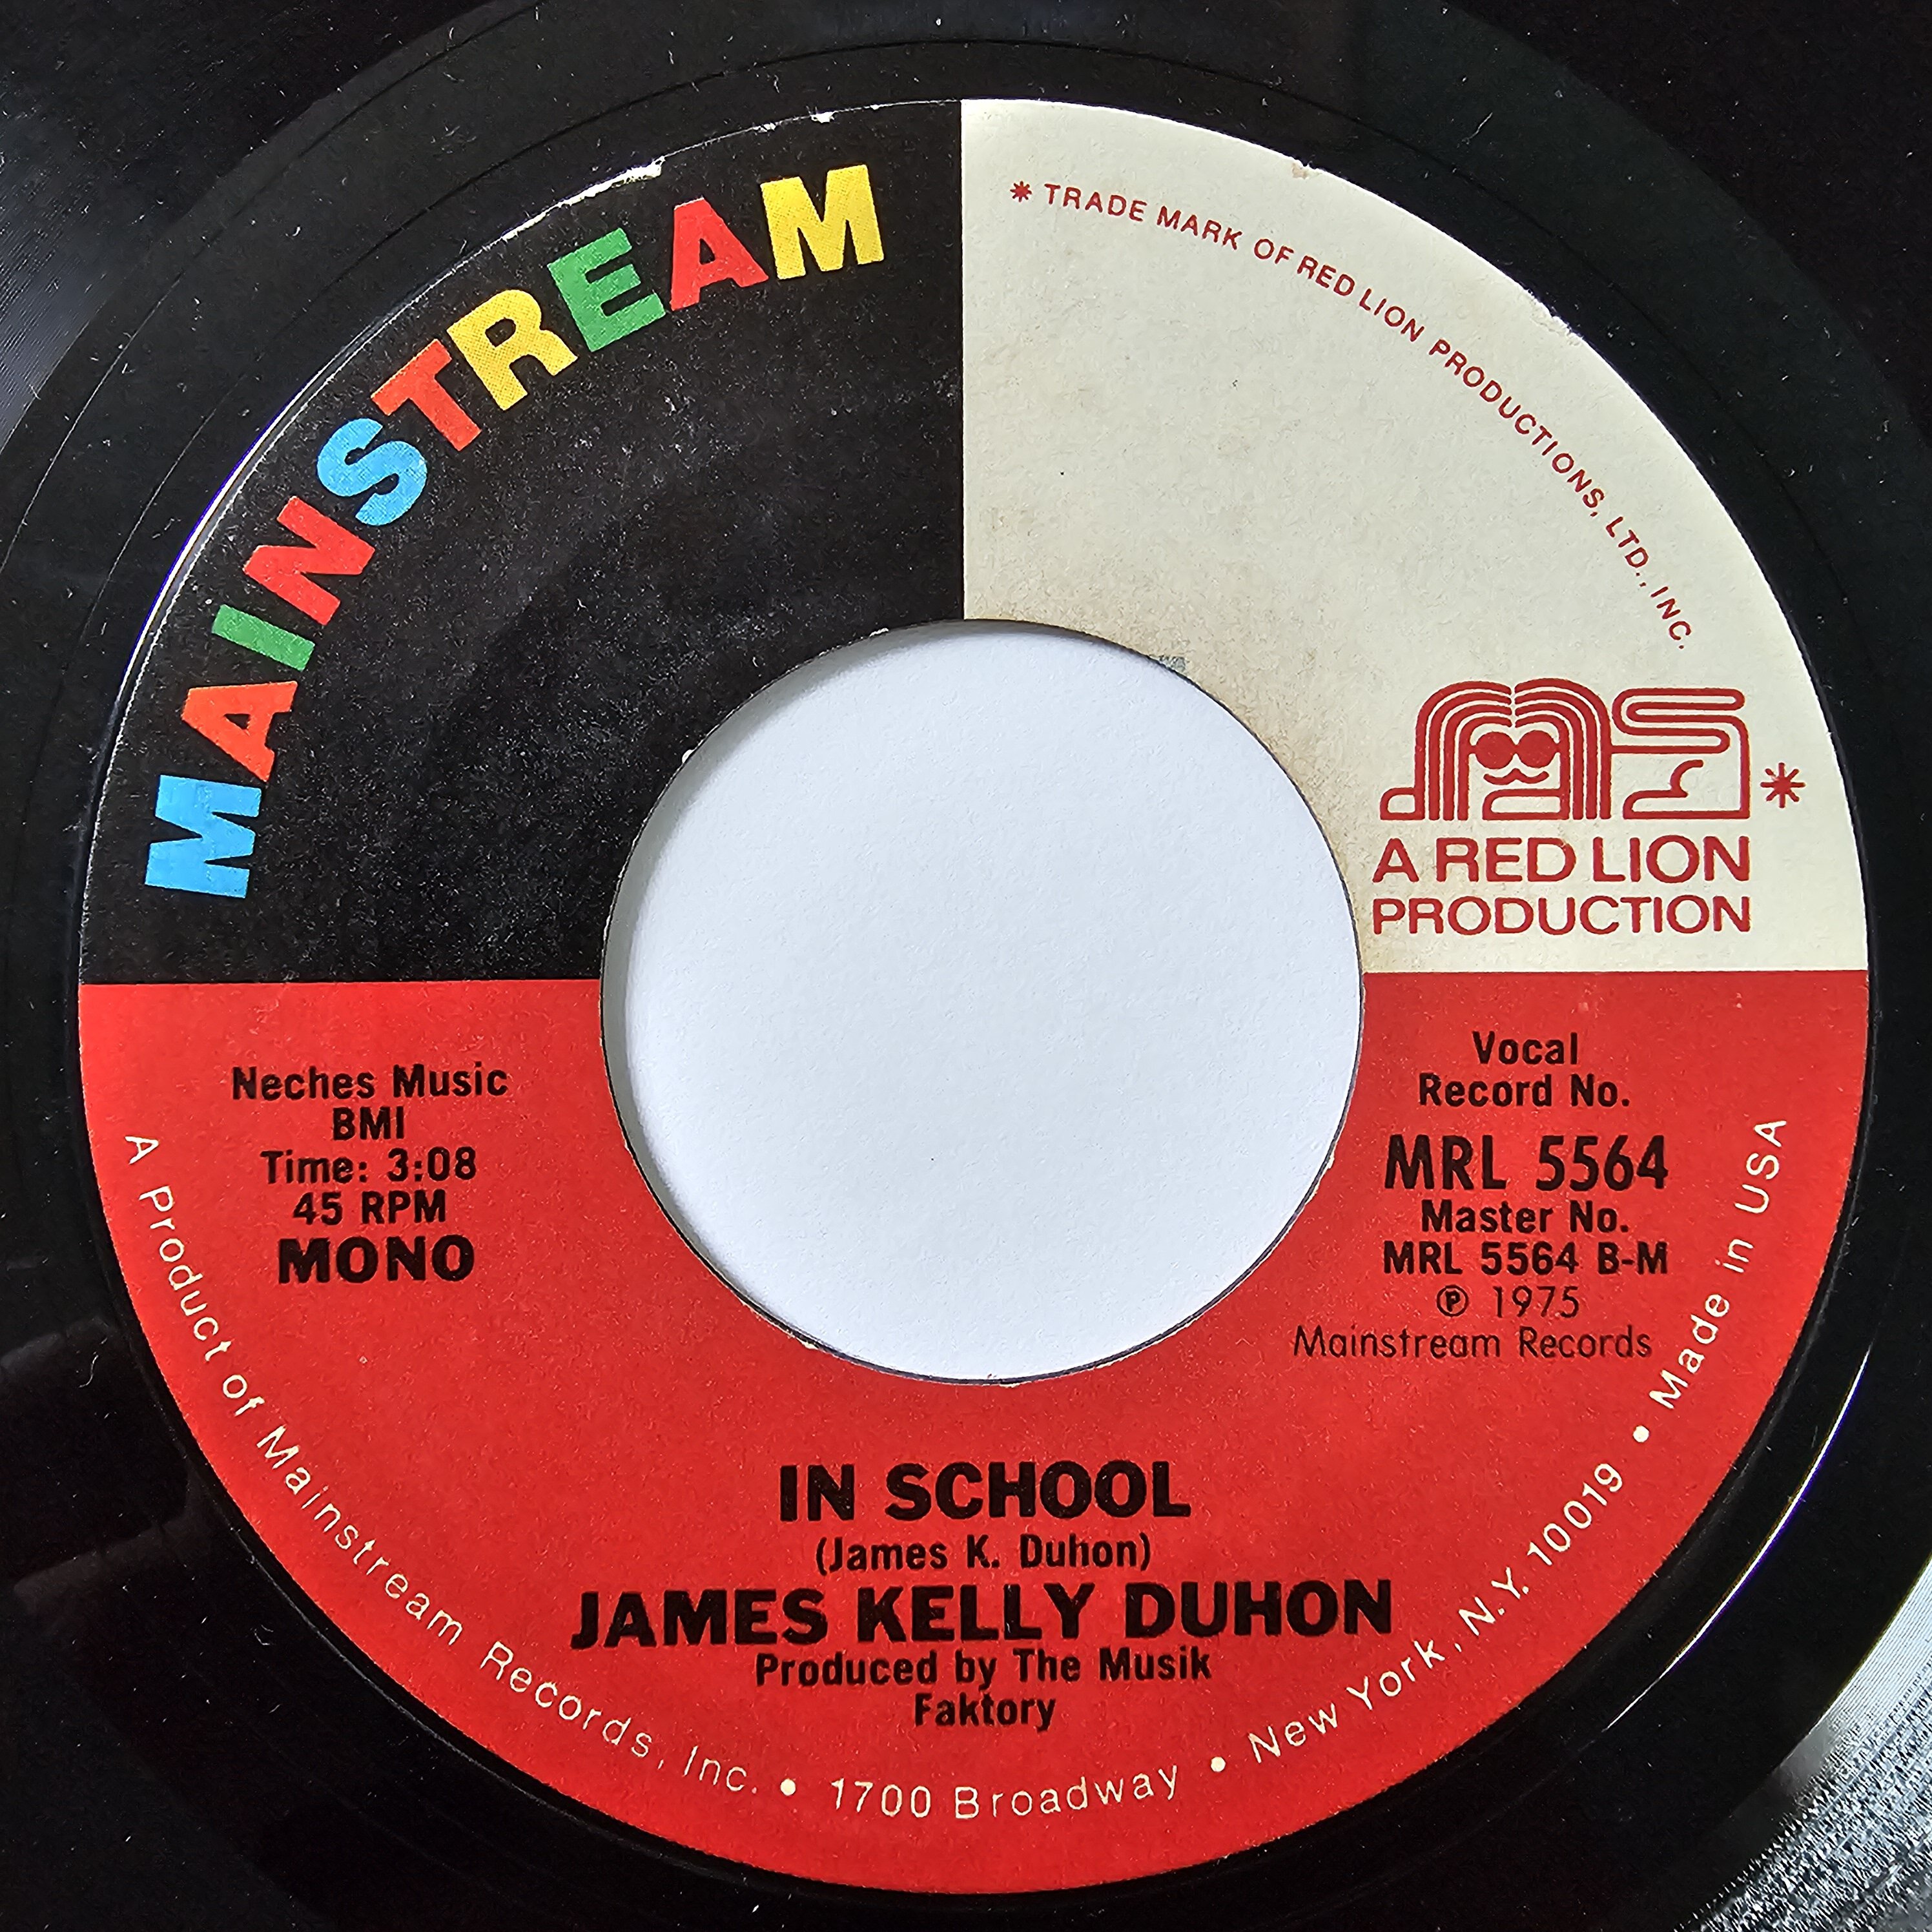 MAINSTREAM
* TRADE MARK OF RED LION PRODUCTIONS, LTD., INC.
ms*
A RED LION
PRODUCTION
Neches Music
BMI
Time: 3:08
45 RPM
MONO
Vocal
Record No.
MRL 5564
Master No.
MRL 5564 B-M
℗ 1975
Mainstream Records
IN SCHOOL
(James K. Duhon)
JAMES KELLY DUHON
Produced by The Musik
Faktory
A Product of Mainstream Records, Inc. • 1700 Broadway • New York, N.Y. 10019 • Made in USA